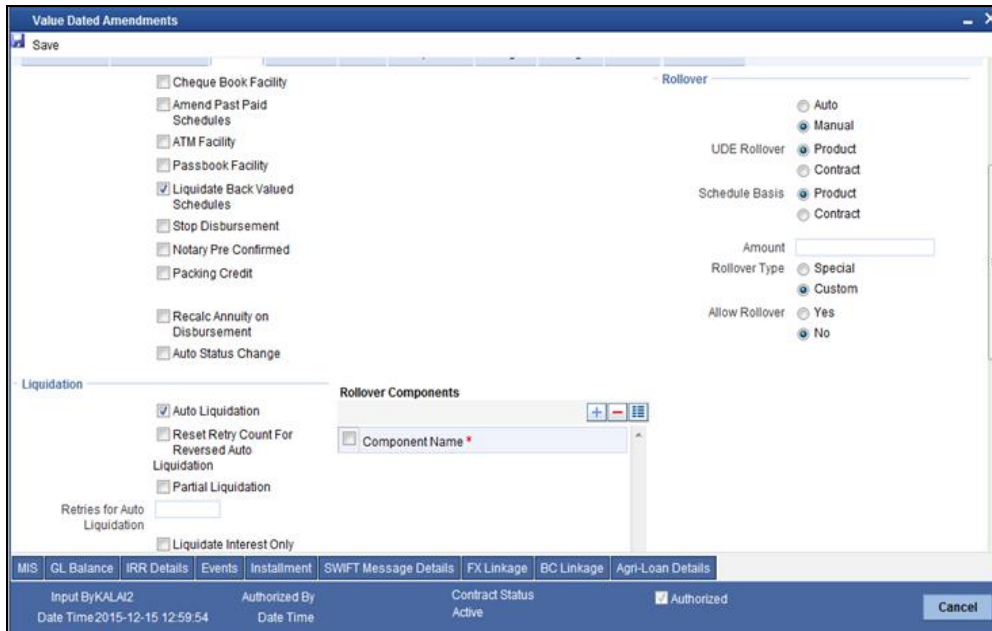 Value Dated Amendments
Save
Cheque Book Facility
Amend Past Paid
Schedules
ATM Facility
Passbook Facility
Liquidate Back Valued
Schedules
Stop Disbursement
Notary Pre Confirmed
Packing Credit
Recalc Annuity on
Disbursement
Auto Status Change
Rollover
Auto
Manual
UDE Rollover Product
Contract
Schedule Basis Product
Contract
Amount
Rollover Type Special
Custom
Allow Rollover Yes
No
Liquidation
Auto Liquidation
Reset Retry Count For
Reversed Auto
Liquidation
Partial Liquidation
Retries for Auto
Liquidation
Liquidate Interest Only
Rollover Components
Component Name *
MIS GL Balance IRR Details Events Installment SWIFT Message Details FX Linkage BC Linkage Agri-Loan Details
Input ByKALAI2 Authorized By Contract Status Authorized
Date Time2015-12-15 12:59:54 Date Time Active
Cancel